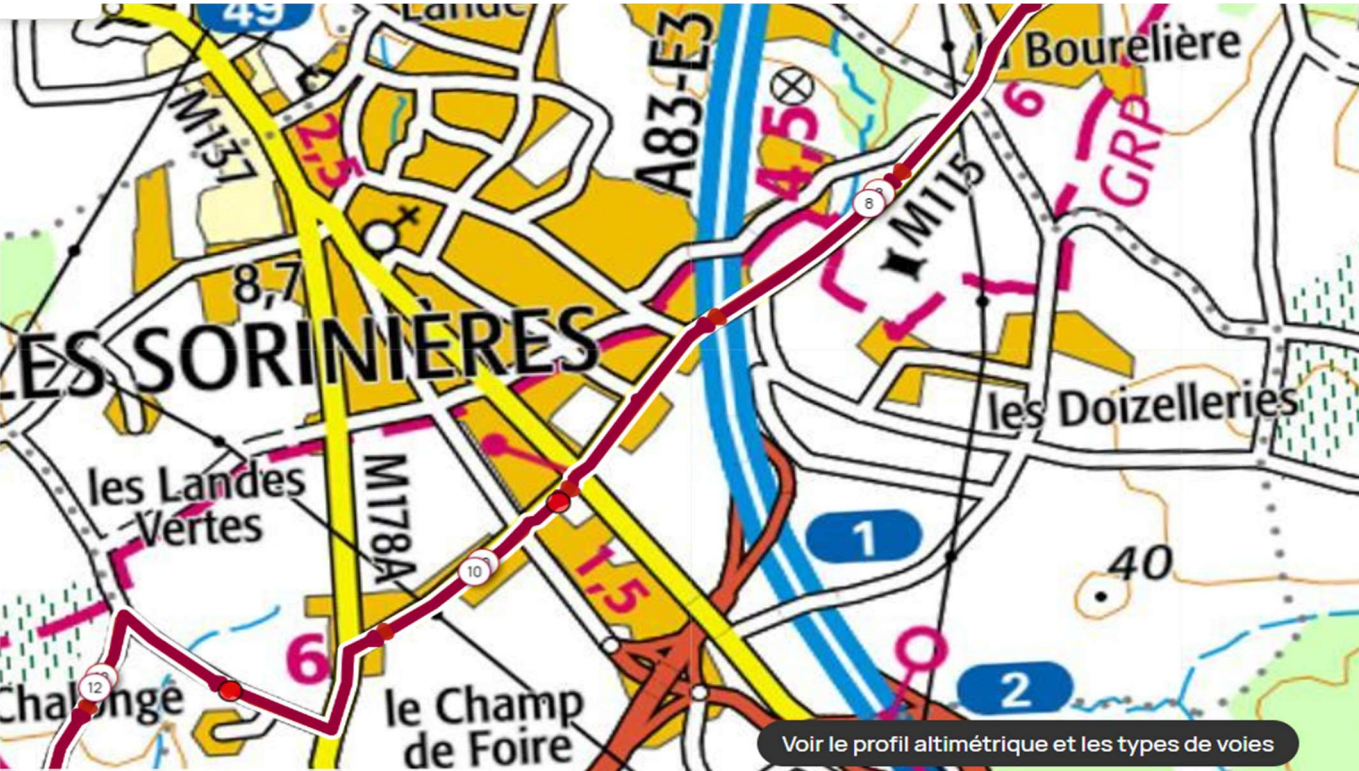 49
Lande
A83-E3
la Bourelière
M137
2,5
4,5
6
GRP
8
M115
8,7
LES SORINIÈRES
les Doizelleries
les Landes
Vertes
M178A
10
1
1,5
40
6
12
Chalonge
le Champ
de Foire
2
Voir le profil altimétrique et les types de voies